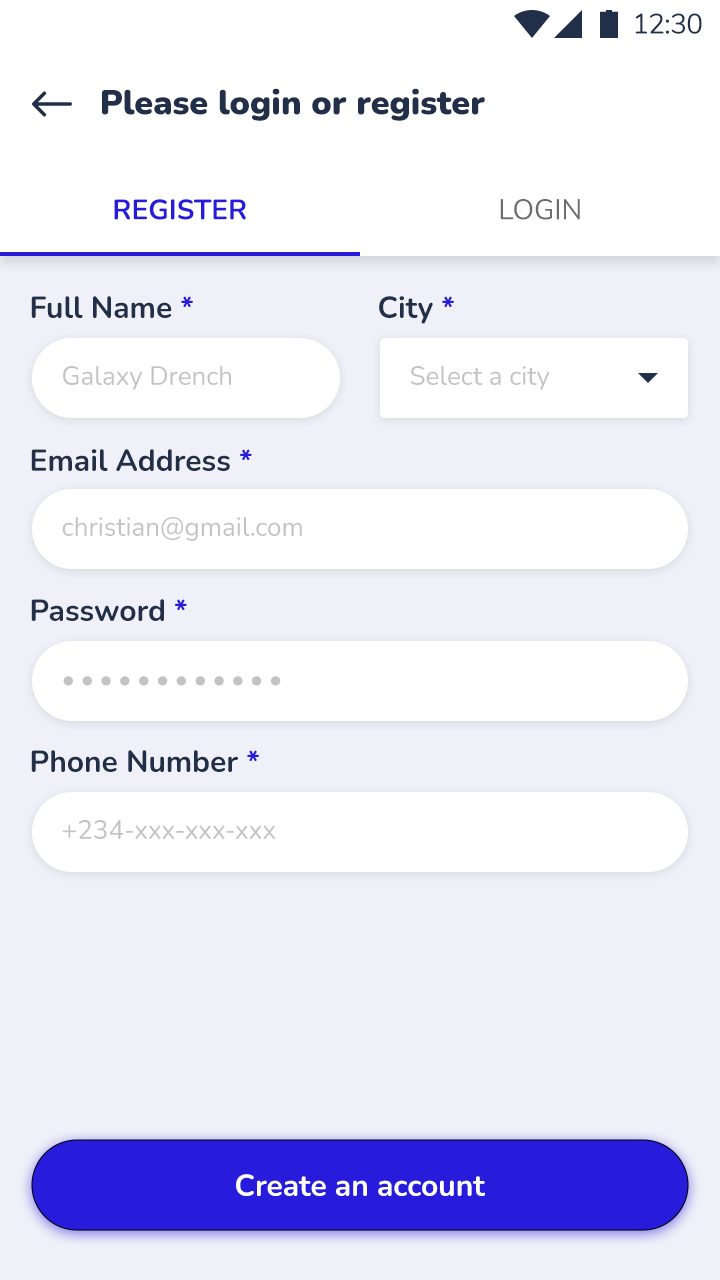 12:30
Please login or register
REGISTER LOGIN
Full Name * City *
Galaxy Drench Select a city
Email Address *
christian@gmail.com
Password *
••••••••••••
Phone Number *
+234-xxx-xxx-xxx
Create an account